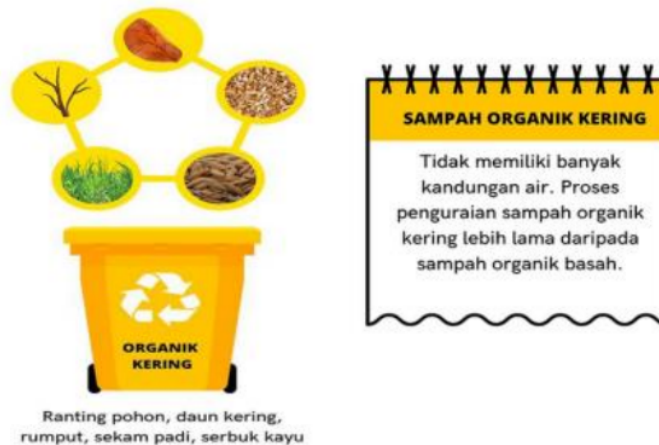 SAMPAH ORGANIK KERING
Tidak memiliki banyak
kandungan air. Proses
penguraian sampah organik
kering lebih lama daripada
sampah organik basah.
ORGANIK
KERING
Ranting pohon, daun kering,
rumput, sekam padi, serbuk kayu